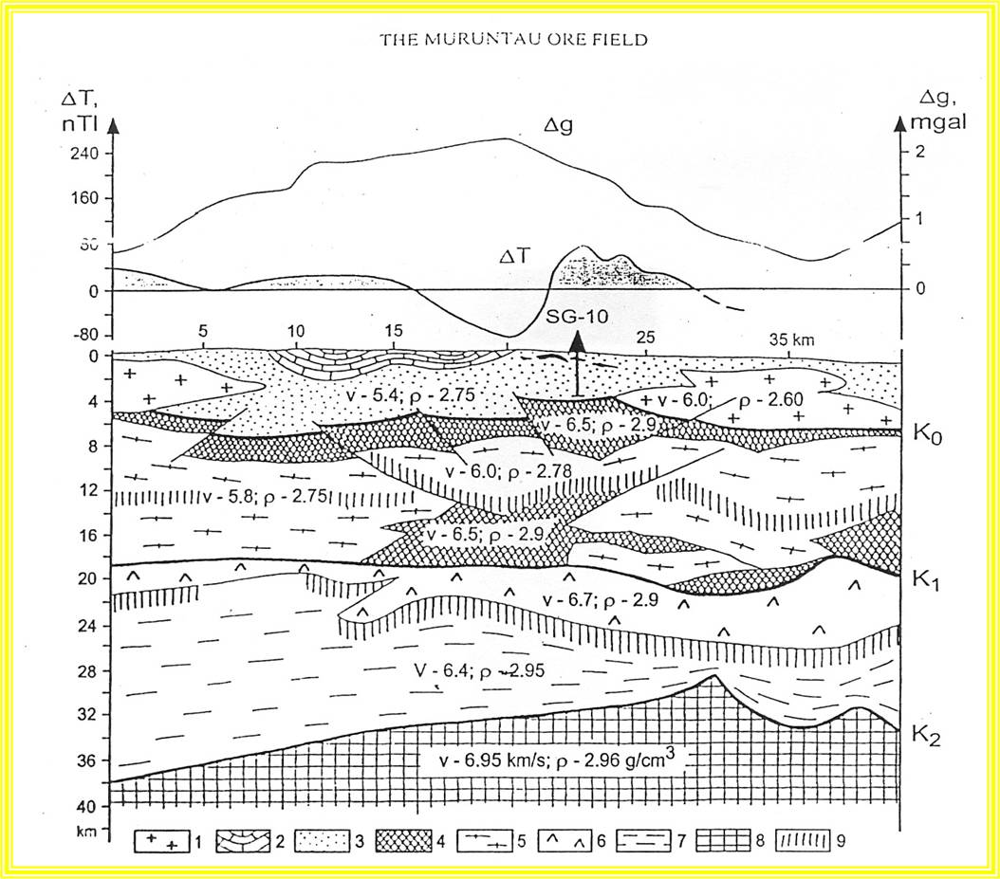 THE MURUNTAU ORE FIELD
ΔT,
nTl
Δg,
mgal
Δg
240
2
160
1
80
ΔT
0
0
SG-10
-80
5
10
15
25
35 km
0
v - 5.4; ρ - 2.75
v - 6.0; ρ - 2.60
4
v - 6.5; ρ - 2.9
K0
8
v - 6.0; ρ - 2.78
12
v - 5.8; ρ - 2.75
16
v - 6.5; ρ - 2.9
20
K1
v - 6.7; ρ - 2.9
24
28
V - 6.4; ρ - 2.95
32
K2
36
v - 6.95 km/s; ρ - 2.96 g/cm³
40
km
1
2
3
4
5
6
7
8
9